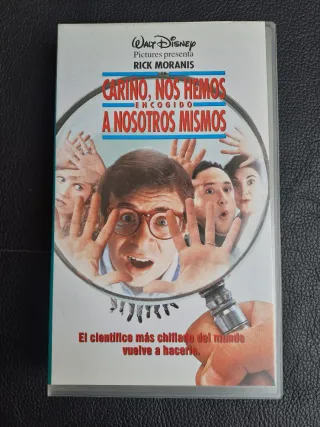 Walt Disney
Pictures presenta
RICK MORANIS
CARIÑO, NOS HEMOS
ENCOGIDO
A NOSOTROS MISMOS
El científico más chiflado del mundo
vuelve a hacerlo.